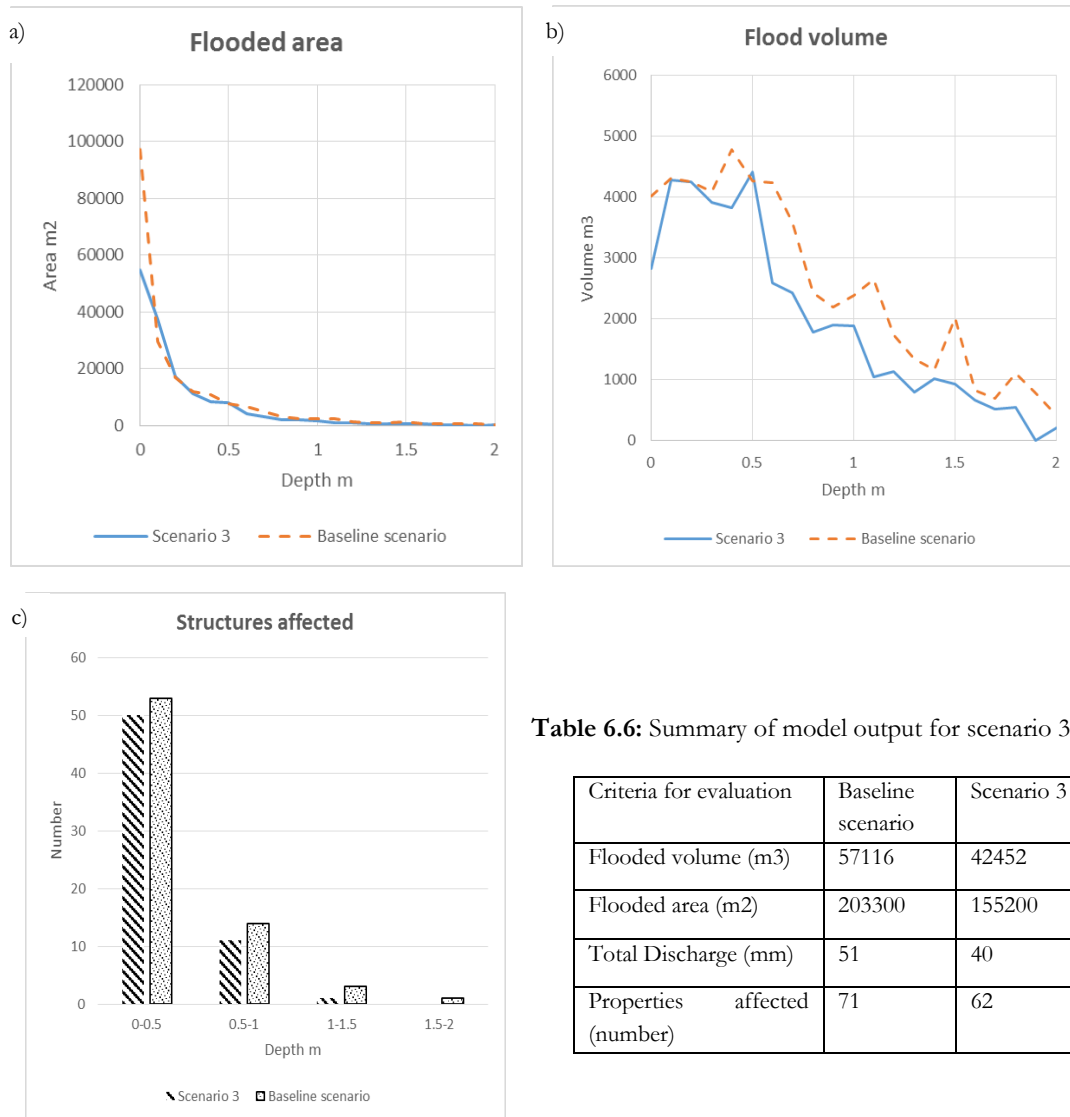 a)
Flooded area
120000
100000
80000
60000
40000
20000
0
Area m2
0 0.5 1 1.5 2
Depth m
Scenario 3 Baseline scenario
b)
Flood volume
6000
5000
4000
3000
2000
1000
0
Volume m3
0 0.5 1 1.5 2
Depth m
Scenario 3 Baseline scenario
c)
Structures affected
60
50
40
30
20
10
0
Number
0-0.5 0.5-1 1-1.5 1.5-2
Depth m
Scenario 3 Baseline scenario
Table 6.6: Summary of model output for scenario 3
Criteria for evaluation Baseline scenario Scenario 3
Flooded volume (m3) 57116 42452
Flooded area (m2) 203300 155200
Total Discharge (mm) 51 40
Properties affected (number) 71 62